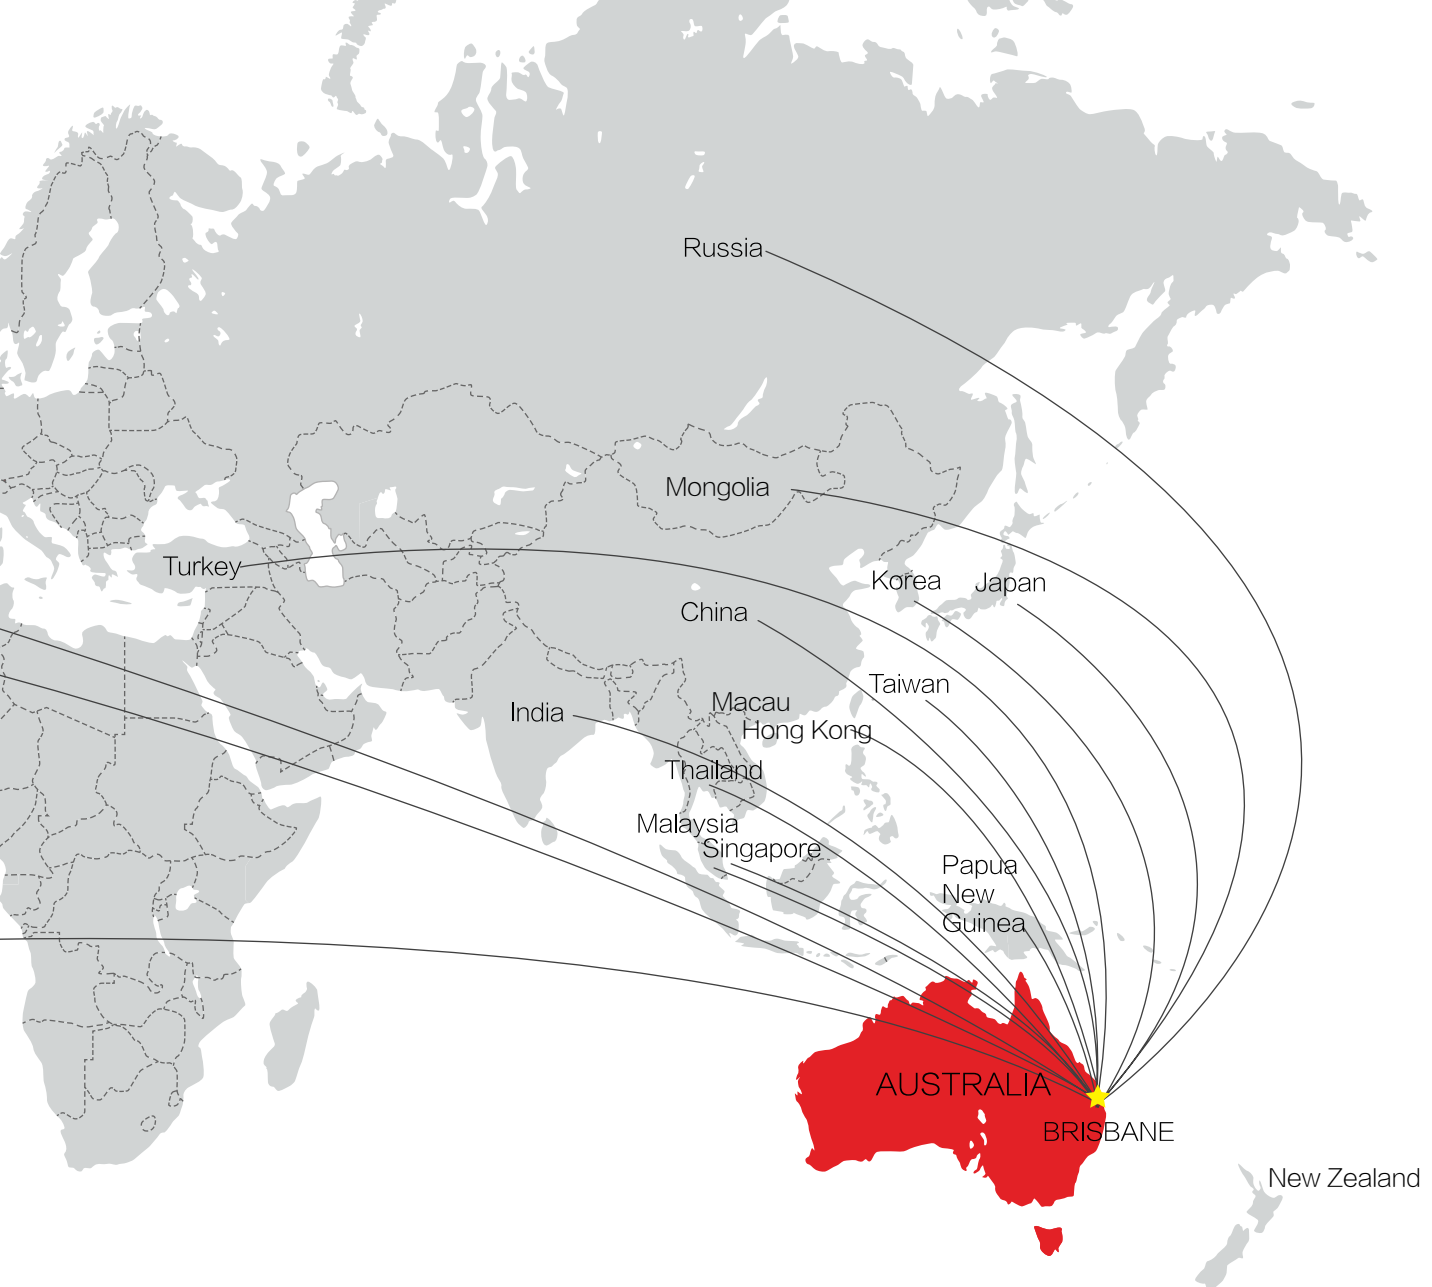 Russia
Mongolia
Turkey
Korea
Japan
China
Taiwan
Macau
India
Hong Kong
Thailand
Malaysia
Singapore
Papua
New
Guinea
AUSTRALIA
BRISBANE
New Zealand